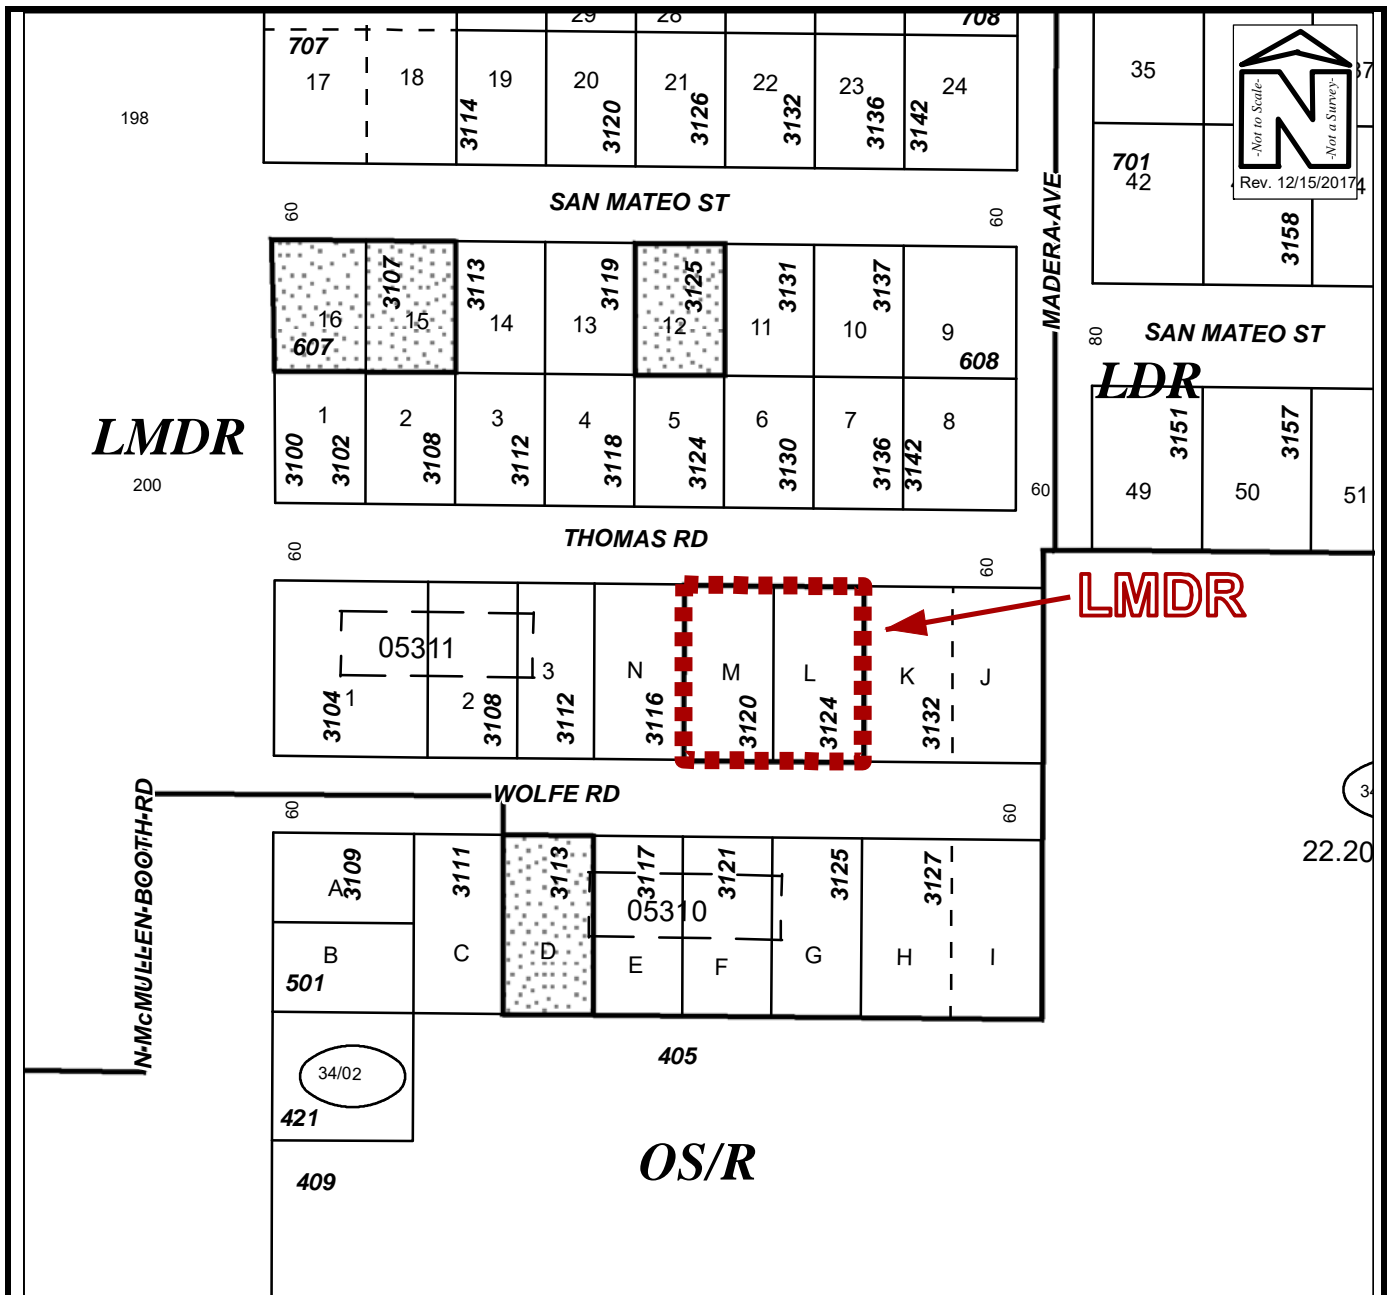 29 28 708
707
17 18 19 20 21 22 23 24
3114 3120 3126 3132 3136 3142
198
35 37
701
42
-Not to Scale- -Not a Survey-
Rev. 12/15/2017
3158
60 SAN MATEO ST 60
MADERA AVE
3107 3113 3119 3125 3131 3137
16 15 14 13 12 11 10 9
607 608
80 SAN MATEO ST
LDR
LMDR
200
1 2 3 4 5 6 7 8
3100 3102 3108 3112 3118 3124 3130 3136 3142
3151 3157
49 50 51
60
60 THOMAS RD 60
LMDR
05311
1 2 3 N M L K J
3104 3108 3112 3116 3120 3124 3132
N McMULLEN BOOTH RD
60 WOLFE RD 60
34
22.20
3109 3111 3113 3117 3121 3125 3127
A
05310
B C D E F G H I
501
405
34/02
421
OS/R
409